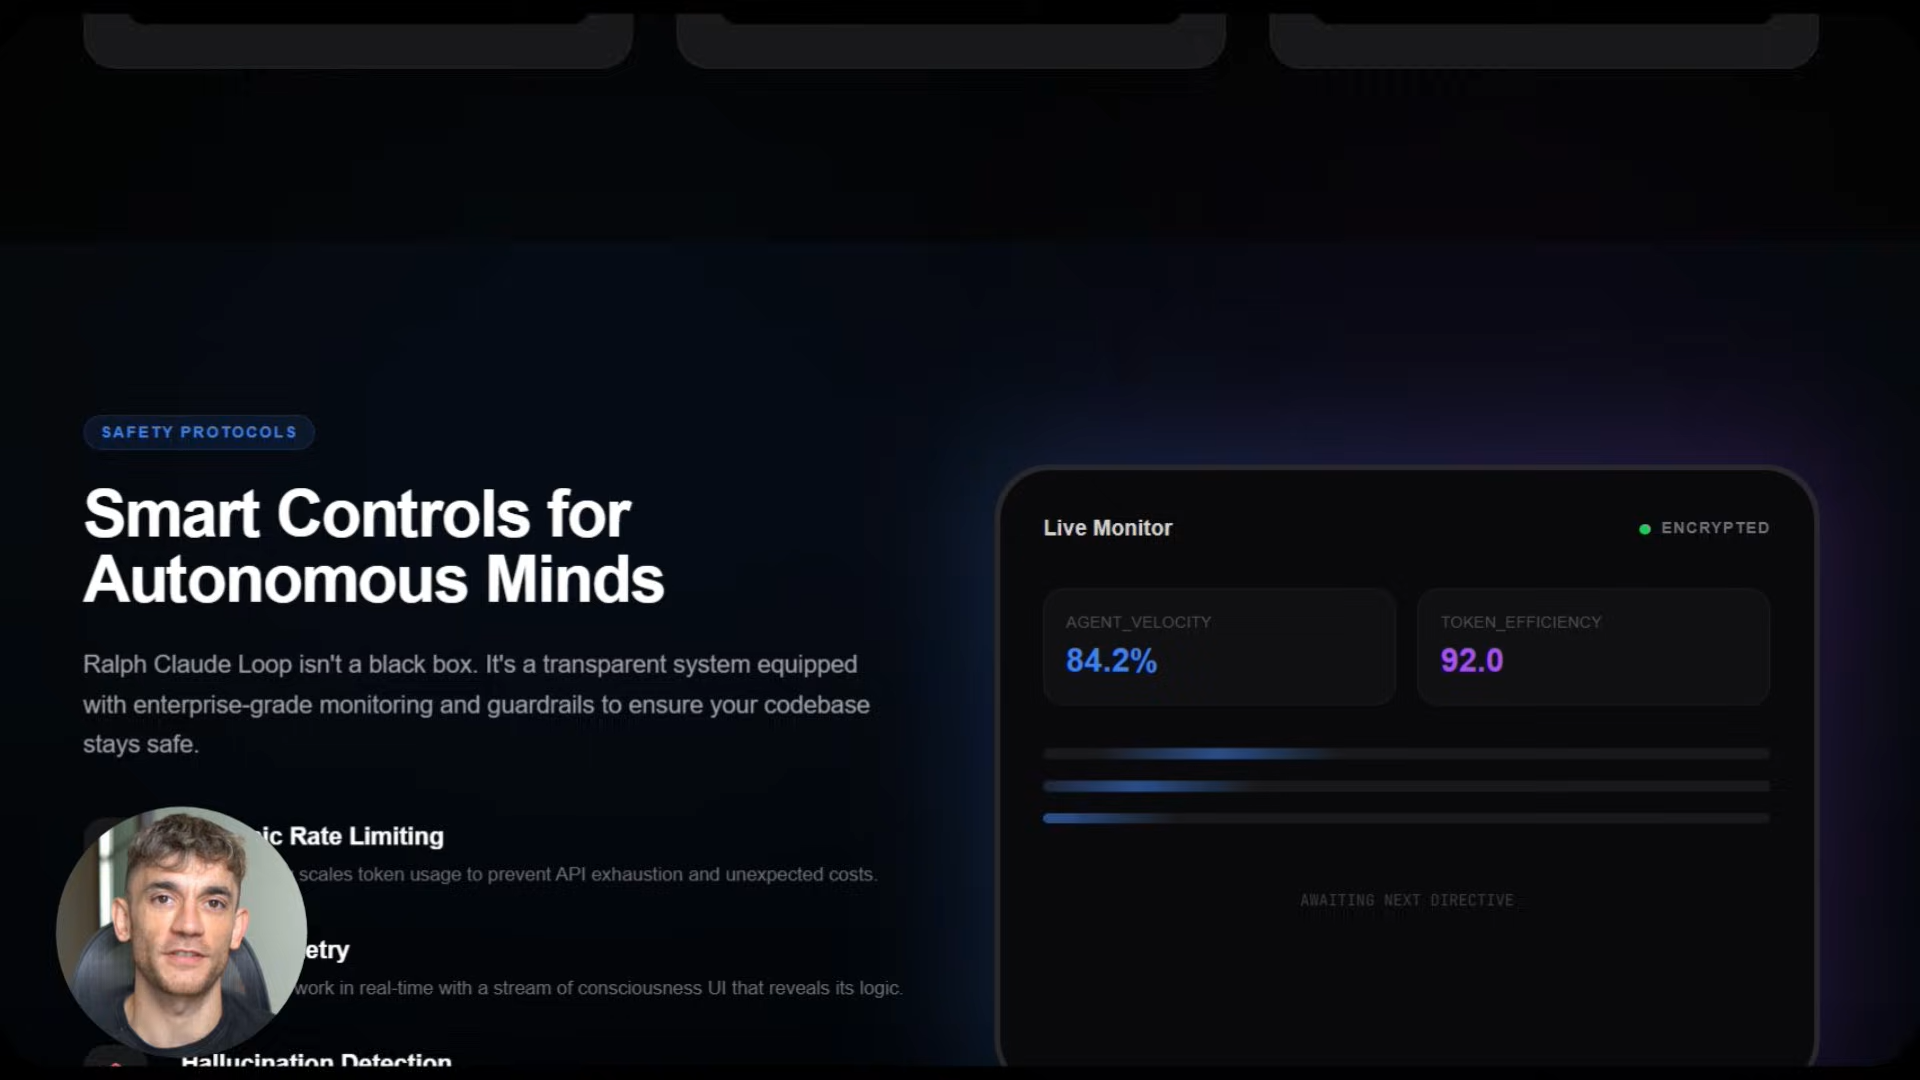 SAFETY PROTOCOLS
Smart Controls for
Autonomous Minds
Ralph Claude Loop isn't a black box. It's a transparent system equipped
with enterprise-grade monitoring and guardrails to ensure your codebase
stays safe.
Rate Limiting
scales token usage to prevent API exhaustion and unexpected costs.
work in real-time with a stream of consciousness UI that reveals its logic.
Hallucination Detection
Live Monitor
ENCRYPTED
AGENT_VELOCITY
84.2%
TOKEN_EFFICIENCY
92.0
AWAITING NEXT DIRECTIVE